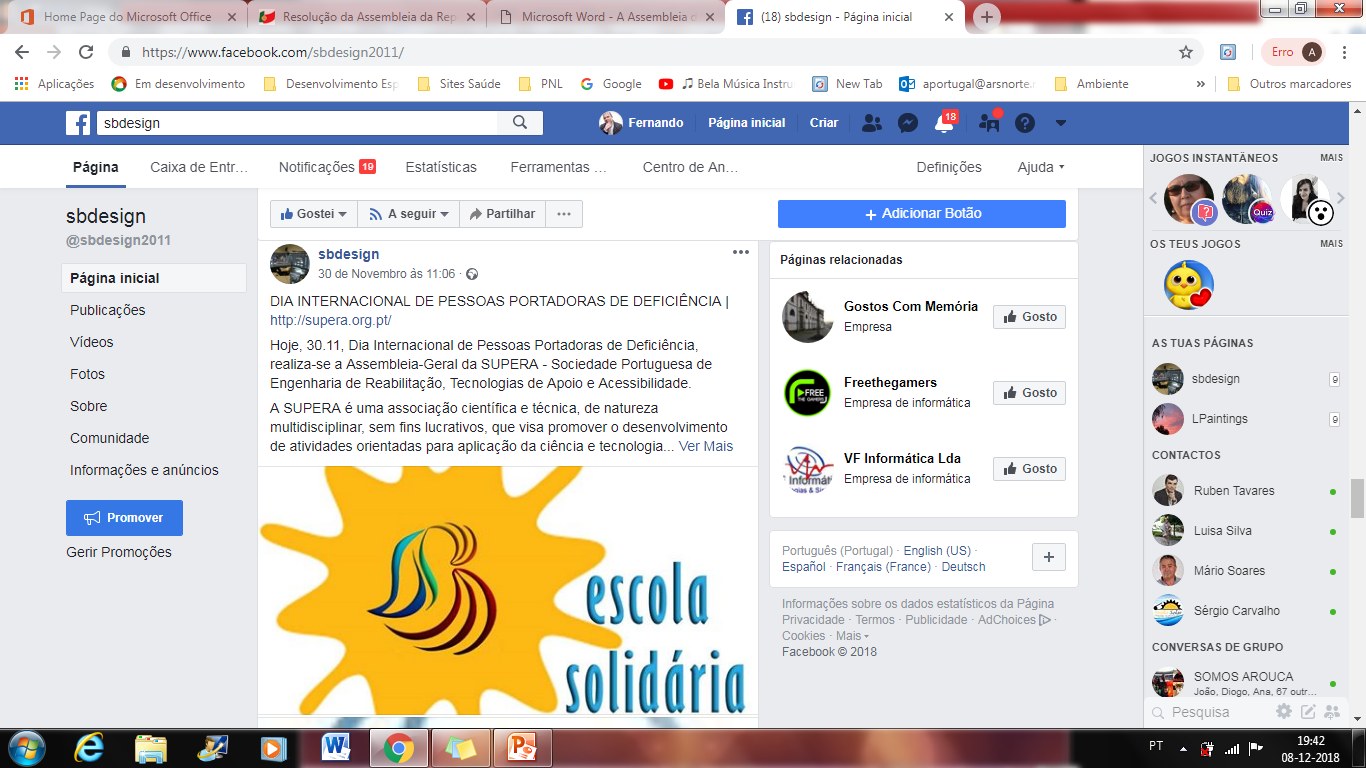 Home Page do Microsoft Office
Resolução da Assembleia da Rep
Microsoft Word - A Assembleia d
(18) sbdesign - Página inicial
https://www.facebook.com/sbdesign2011/
Erro A
Aplicações
Em desenvolvimento
Desenvolvimento Esp
Sites Saúde
PNL
Google
Bela Música Instru
New Tab
aportugal@arsnorte.
Ambiente
»
Outros marcadores
sbdesign
Fernando
Página inicial
Criar
18
Página
Caixa de Entr…
Notificações 19
Estatísticas
Ferramentas …
Centro de An…
Definições
Ajuda
sbdesign
@sbdesign2011
Página inicial
Publicações
Vídeos
Fotos
Sobre
Comunidade
Informações e anúncios
Promover
Gerir Promoções
Gostei
A seguir
Partilhar
+ Adicionar Botão
sbdesign
30 de Novembro às 11:06 ·
DIA INTERNACIONAL DE PESSOAS PORTADORAS DE DEFICIÊNCIA |
http://supera.org.pt/
Hoje, 30.11, Dia Internacional de Pessoas Portadoras de Deficiência,
realiza-se a Assembleia-Geral da SUPERA - Sociedade Portuguesa de
Engenharia de Reabilitação, Tecnologias de Apoio e Acessibilidade.
A SUPERA é uma associação científica e técnica, de natureza
multidisciplinar, sem fins lucrativos, que visa promover o desenvolvimento
de atividades orientadas para aplicação da ciência e tecnologia... Ver Mais
escola
solidária
Páginas relacionadas
Gostos Com Memória
Empresa
Gosto
FREE
THE GAMERS
Freethegamers
Empresa de informática
Gosto
Informát
VF Informática Lda
Empresa de informática
Gosto
Português (Portugal) · English (US) ·
Español · Français (France) · Deutsch
Informações sobre os dados estatísticos da Página
Privacidade · Termos · Publicidade · AdChoices ·
Cookies · Mais
Facebook © 2018
JOGOS INSTANTÂNEOS MAIS
Quiz
OS TEUS JOGOS MAIS
AS TUAS PÁGINAS
sbdesign 9
LPaintings 9
CONTACTOS
Ruben Tavares
Luisa Silva
Mário Soares
Sérgio Carvalho
CONVERSAS DE GRUPO
SOMOS AROUCA
João, Diogo, Ana, 67 outr…
Pesquisa
PT
19:42
08-12-2018